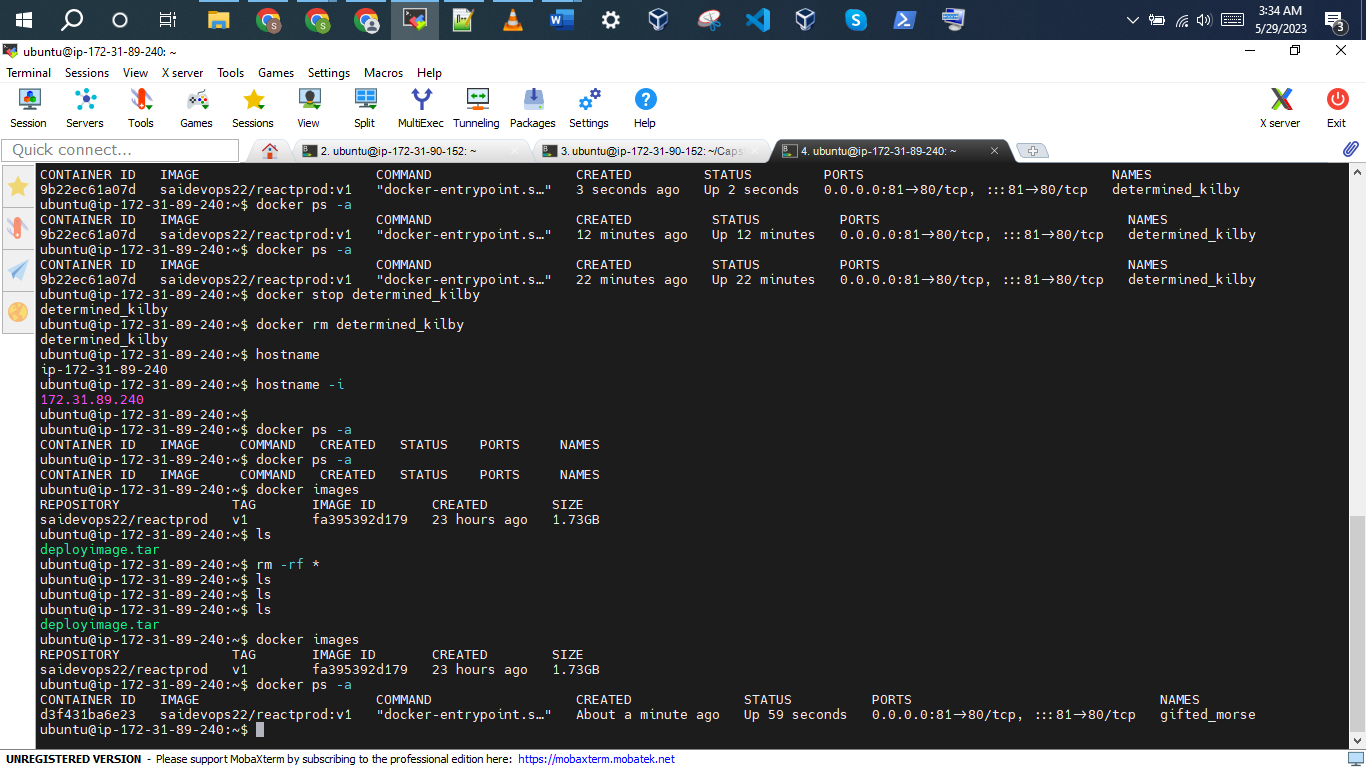 3:34 AM
5/29/2023
3
ubuntu@ip-172-31-89-240: ~
Terminal Sessions View X server Tools Games Settings Macros Help
Session Servers Tools Games Sessions View Split MultiExec Tunneling Packages Settings Help X server Exit
Quick connect... 2. ubuntu@ip-172-31-90-152: ~ 3. ubuntu@ip-172-31-90-152: ~/Caps 4. ubuntu@ip-172-31-89-240: ~
CONTAINER ID IMAGE COMMAND CREATED STATUS PORTS NAMES
9b22ec61a07d saidevops22/reactprod:v1 "docker-entrypoint.s…" 3 seconds ago Up 2 seconds 0.0.0.0:81→80/tcp, :::81→80/tcp determined_kilby
ubuntu@ip-172-31-89-240:~$ docker ps -a
CONTAINER ID IMAGE COMMAND CREATED STATUS PORTS NAMES
9b22ec61a07d saidevops22/reactprod:v1 "docker-entrypoint.s…" 12 minutes ago Up 12 minutes 0.0.0.0:81→80/tcp, :::81→80/tcp determined_kilby
ubuntu@ip-172-31-89-240:~$ docker ps -a
CONTAINER ID IMAGE COMMAND CREATED STATUS PORTS NAMES
9b22ec61a07d saidevops22/reactprod:v1 "docker-entrypoint.s…" 22 minutes ago Up 22 minutes 0.0.0.0:81→80/tcp, :::81→80/tcp determined_kilby
ubuntu@ip-172-31-89-240:~$ docker stop determined_kilby
determined_kilby
ubuntu@ip-172-31-89-240:~$ docker rm determined_kilby
determined_kilby
ubuntu@ip-172-31-89-240:~$ hostname
ip-172-31-89-240
ubuntu@ip-172-31-89-240:~$ hostname -i
172.31.89.240
ubuntu@ip-172-31-89-240:~$
ubuntu@ip-172-31-89-240:~$ docker ps -a
CONTAINER ID IMAGE COMMAND CREATED STATUS PORTS NAMES
ubuntu@ip-172-31-89-240:~$ docker ps -a
CONTAINER ID IMAGE COMMAND CREATED STATUS PORTS NAMES
ubuntu@ip-172-31-89-240:~$ docker images
REPOSITORY TAG IMAGE ID CREATED SIZE
saidevops22/reactprod v1 fa395392d179 23 hours ago 1.73GB
ubuntu@ip-172-31-89-240:~$ ls
deployimage.tar
ubuntu@ip-172-31-89-240:~$ rm -rf *
ubuntu@ip-172-31-89-240:~$ ls
ubuntu@ip-172-31-89-240:~$ ls
ubuntu@ip-172-31-89-240:~$ ls
deployimage.tar
ubuntu@ip-172-31-89-240:~$ docker images
REPOSITORY TAG IMAGE ID CREATED SIZE
saidevops22/reactprod v1 fa395392d179 23 hours ago 1.73GB
ubuntu@ip-172-31-89-240:~$ docker ps -a
CONTAINER ID IMAGE COMMAND CREATED STATUS PORTS NAMES
d3f431ba6e23 saidevops22/reactprod:v1 "docker-entrypoint.s…" About a minute ago Up 59 seconds 0.0.0.0:81→80/tcp, :::81→80/tcp gifted_morse
ubuntu@ip-172-31-89-240:~$
UNREGISTERED VERSION - Please support MobaXterm by subscribing to the professional edition here: https://mobaxterm.mobatek.net